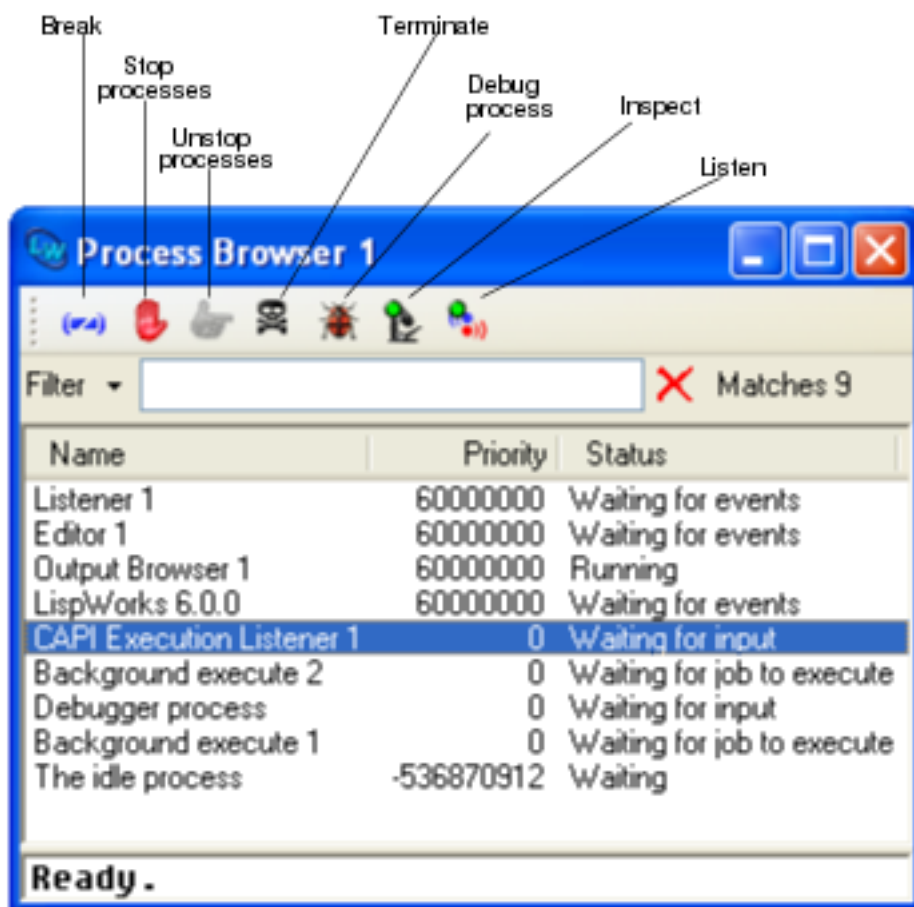 Break
Terminate
Stop
processes
Debug
process
Inspect
Unstop
processes
Listen
LW Process Browser 1
Filter Matches 9
Name Priority Status
Listener 1 60000000 Waiting for events
Editor 1 60000000 Waiting for events
Output Browser 1 60000000 Running
LispWorks 6.0.0 60000000 Waiting for events
CAPI Execution Listener 1 0 Waiting for input
Background execute 2 0 Waiting for job to execute
Debugger process 0 Waiting for input
Background execute 1 0 Waiting for job to execute
The idle process -536870912 Waiting
Ready.